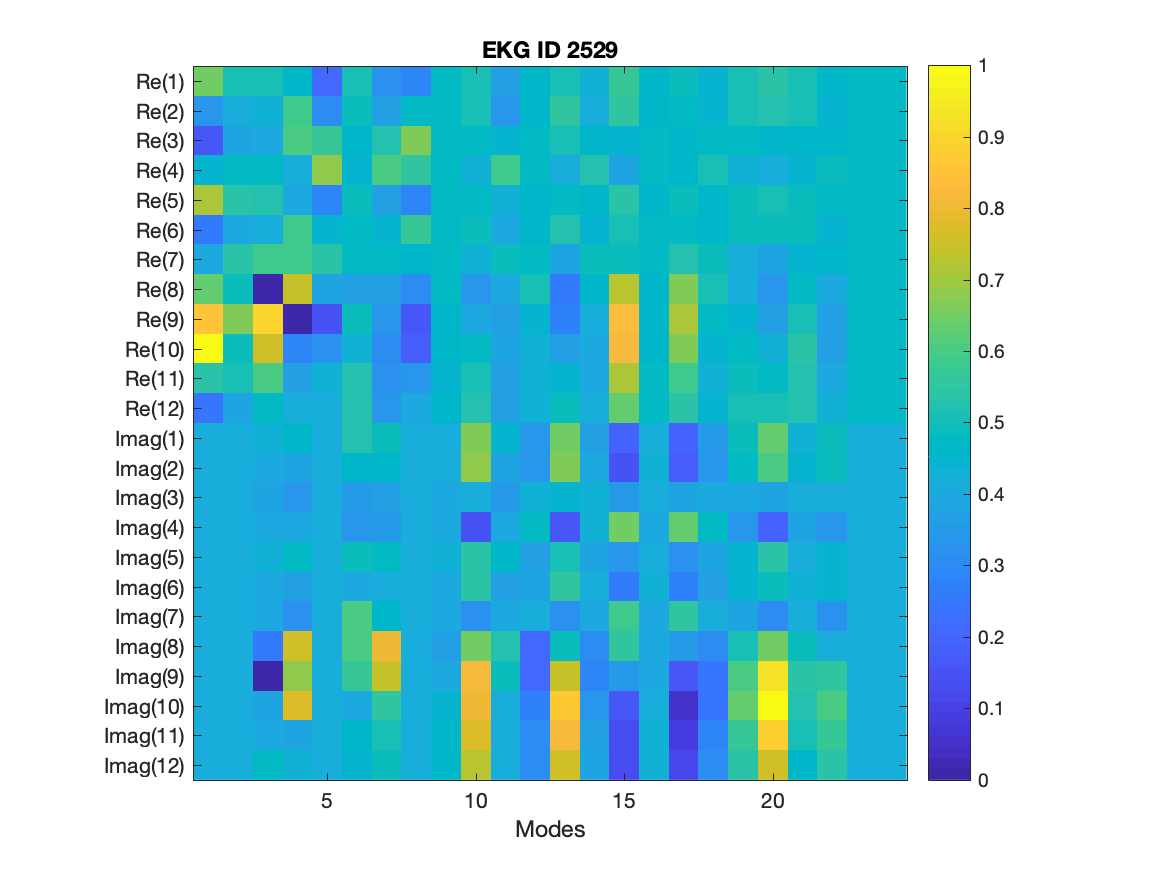 EKG ID 2529
Re(1)
Re(2)
Re(3)
Re(4)
Re(5)
Re(6)
Re(7)
Re(8)
Re(9)
Re(10)
Re(11)
Re(12)
Imag(1)
Imag(2)
Imag(3)
Imag(4)
Imag(5)
Imag(6)
Imag(7)
Imag(8)
Imag(9)
Imag(10)
Imag(11)
Imag(12)
5 10 15 20
Modes
1
0.9
0.8
0.7
0.6
0.5
0.4
0.3
0.2
0.1
0